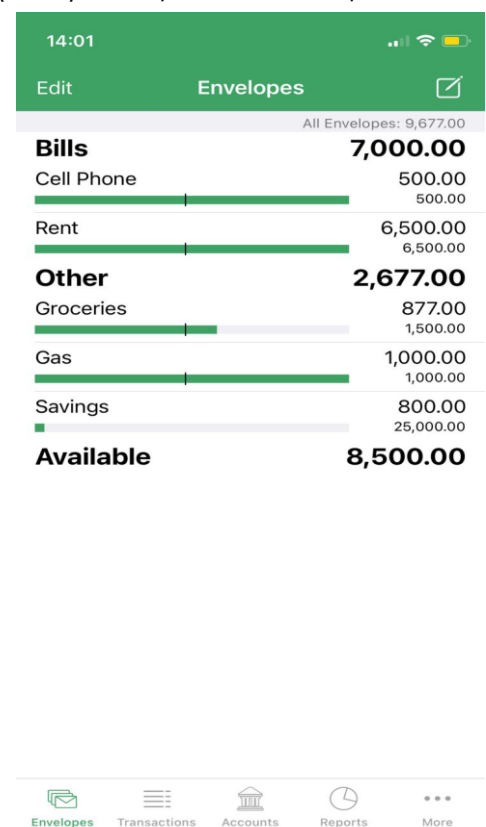 14:01
Edit Envelopes
All Envelopes: 9,677.00
Bills 7,000.00
Cell Phone 500.00
500.00
Rent 6,500.00
6,500.00
Other 2,677.00
Groceries 877.00
1,500.00
Gas 1,000.00
1,000.00
Savings 800.00
25,000.00
Available 8,500.00
Envelopes Transactions Accounts Reports More